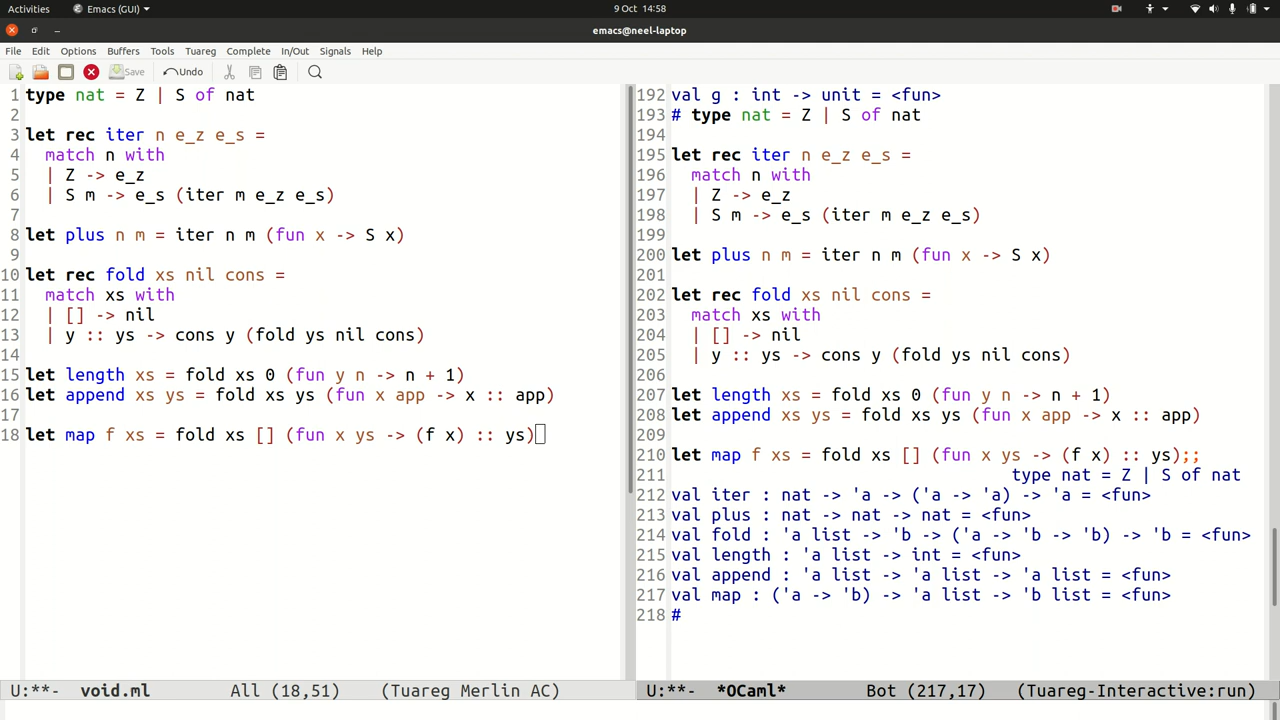 Activities Emacs (GUI) 9 Oct 14:58
emacs@neel-laptop
File Edit Options Buffers Tools Tuareg Complete In/Out Signals Help
Save Undo
1 type nat = Z | S of nat
2
3 let rec iter n e_z e_s =
4   match n with
5   | Z -> e_z
6   | S m -> e_s (iter m e_z e_s)
7
8 let plus n m = iter n m (fun x -> S x)
9
10 let rec fold xs nil cons =
11   match xs with
12   | [] -> nil
13   | y :: ys -> cons y (fold ys nil cons)
14
15 let length xs = fold xs 0 (fun y n -> n + 1)
16 let append xs ys = fold xs ys (fun x app -> x :: app)
17
18 let map f xs = fold xs [] (fun x ys -> (f x) :: ys)
U:**-  void.ml   All (18,51)   (Tuareg Merlin AC)
192 val g : int -> unit = <fun>
193 # type nat = Z | S of nat
194
195 let rec iter n e_z e_s =
196   match n with
197   | Z -> e_z
198   | S m -> e_s (iter m e_z e_s)
199
200 let plus n m = iter n m (fun x -> S x)
201
202 let rec fold xs nil cons =
203   match xs with
204   | [] -> nil
205   | y :: ys -> cons y (fold ys nil cons)
206
207 let length xs = fold xs 0 (fun y n -> n + 1)
208 let append xs ys = fold xs ys (fun x app -> x :: app)
209
210 let map f xs = fold xs [] (fun x ys -> (f x) :: ys);;
211                                   type nat = Z | S of nat
212 val iter : nat -> 'a -> ('a -> 'a) -> 'a = <fun>
213 val plus : nat -> nat -> nat = <fun>
214 val fold : 'a list -> 'b -> ('a -> 'b -> 'b) -> 'b = <fun>
215 val length : 'a list -> int = <fun>
216 val append : 'a list -> 'a list -> 'a list = <fun>
217 val map : ('a -> 'b) -> 'a list -> 'b list = <fun>
218 #
U:**-  *OCaml*   Bot (217,17)   (Tuareg-Interactive:run)